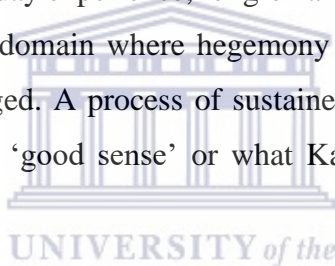 domain where hegemony
ged. A process of sustaine
‘good sense’ or what Ka
UNIVERSITY of the